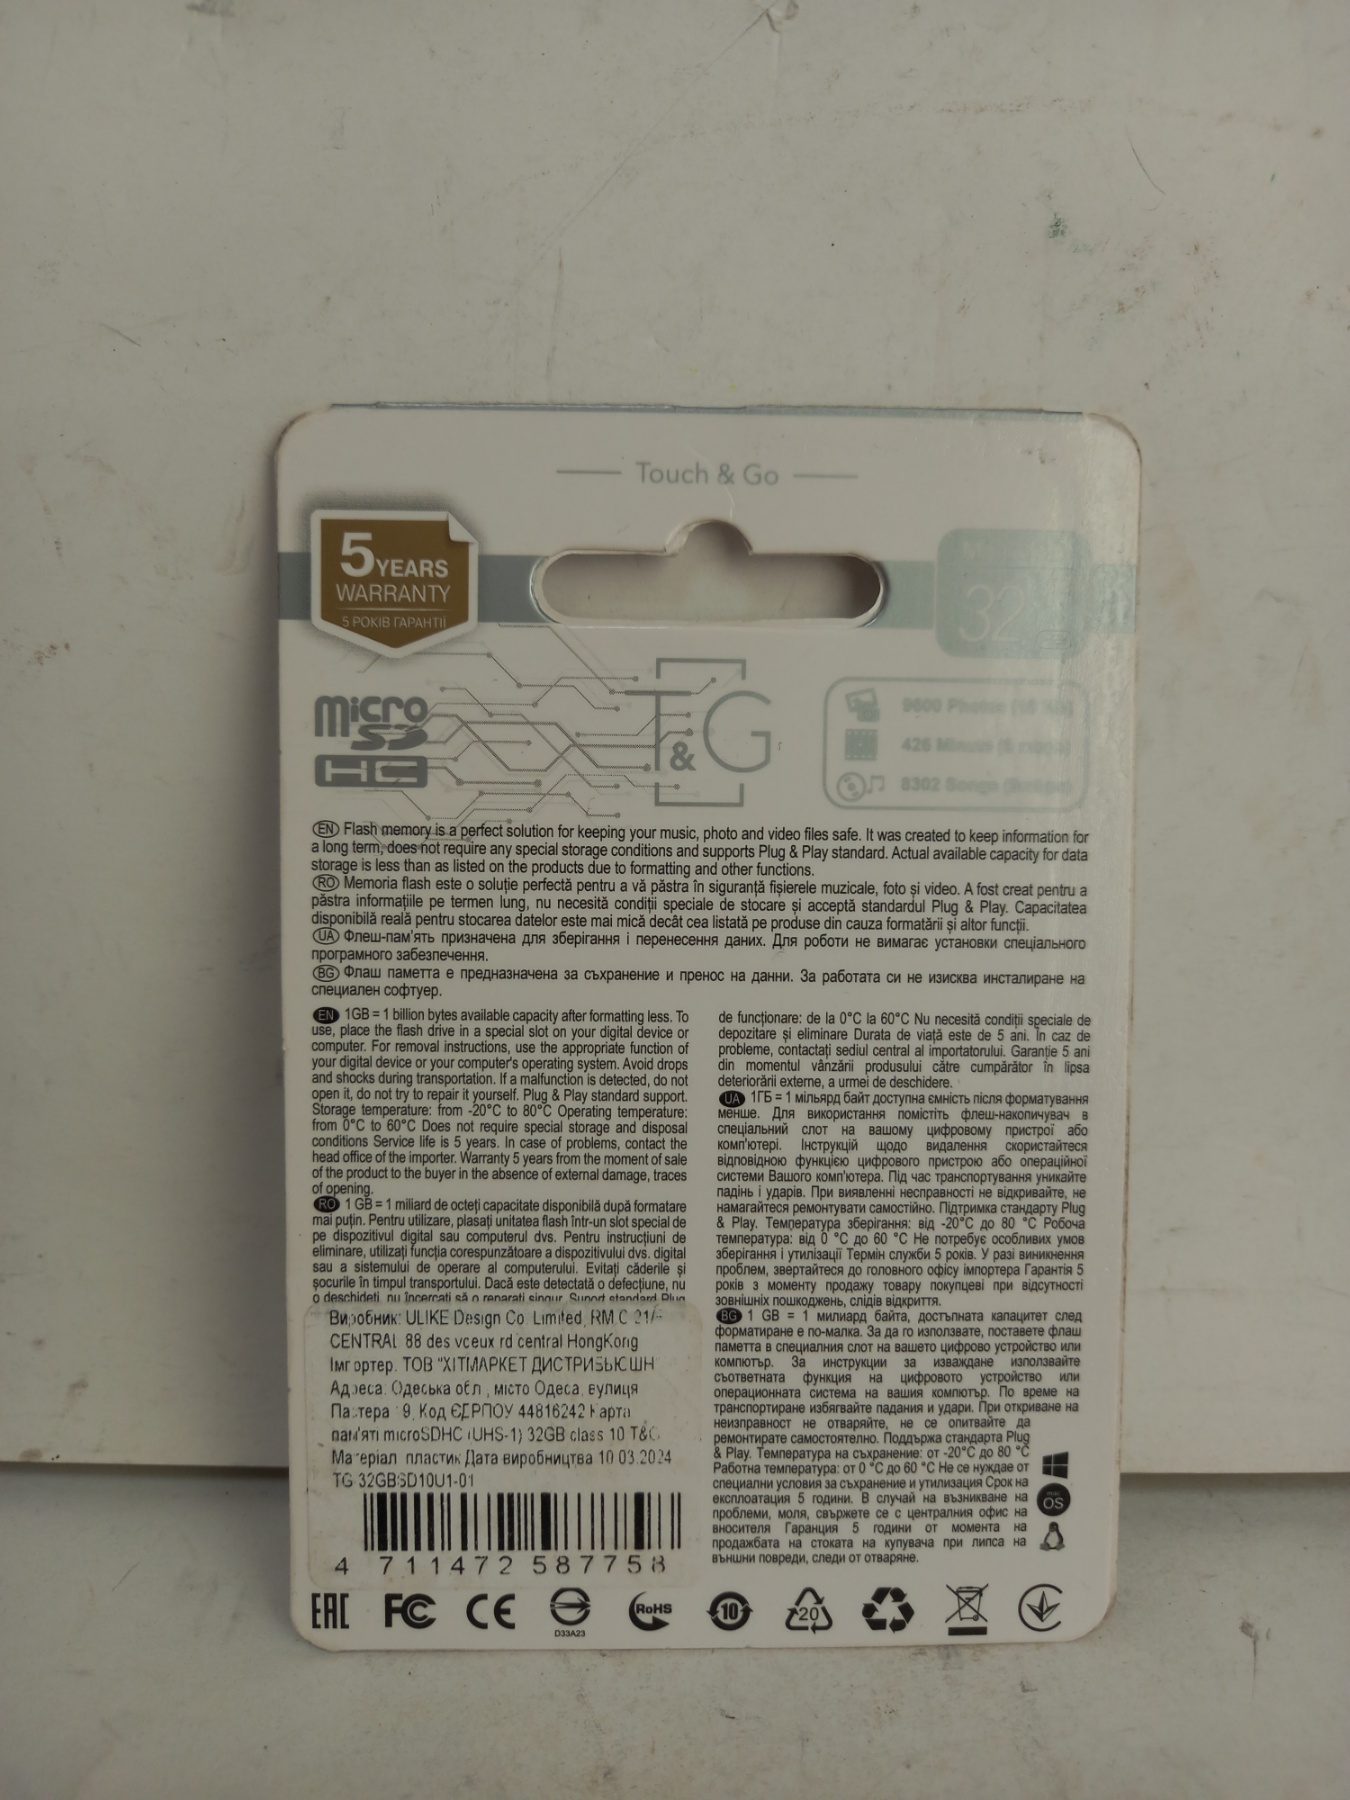 Touch & Go
5 YEARS
WARRANTY
5 РОКІВ ГАРАНТІЇ
32
micro
SD
HC
T&G
9600 Photos
426 Minute
8302 Songs
EN Flash memory is a perfect solution for keeping your music, photo and video files safe. It was created to keep information for
a long term, does not require any special storage conditions and supports Plug & Play standard. Actual available capacity for data
storage is less than as listed on the products due to formatting and other functions.
RO Memoria flash este o soluție perfectă pentru a vă păstra în siguranță fișierele muzicale, foto și video. A fost creat pentru a
păstra informațiile pe termen lung, nu necesită condiții speciale de stocare și acceptă standardul Plug & Play. Capacitatea
disponibilă reală pentru stocarea datelor este mai mică decât cea listată pe produse din cauza formatării și altor funcții.
UA Флеш-пам'ять призначена для зберігання і перенесення даних. Для роботи не вимагає установки спеціального
програмного забезпечення.
BG Флаш паметта е предназначена за съхранение и пренос на данни. За работата си не изисква инсталиране на
специален софтуер.
EN 1GB = 1 billion bytes available capacity after formatting less. To
use, place the flash drive in a special slot on your digital device or
computer. For removal instructions, use the appropriate function of
your digital device or your computer's operating system. Avoid drops
and shocks during transportation. If a malfunction is detected, do not
open it, do not try to repair it yourself. Plug & Play standard support.
Storage temperature: from -20°C to 80°C Operating temperature:
from 0°C to 60°C Does not require special storage and disposal
conditions Service life is 5 years. In case of problems, contact the
head office of the importer. Warranty 5 years from the moment of sale
of the product to the buyer in the absence of external damage, traces
of opening.
RO 1 GB = 1 miliard de octeți capacitate disponibilă după formatare
mai puțin. Pentru utilizare, plasați unitatea flash într-un slot special de
pe dispozitivul digital sau computerul dvs. Pentru instrucțiuni de
eliminare, utilizați funcția corespunzătoare a dispozitivului dvs. digital
sau a sistemului de operare al computerului. Evitați căderile și
șocurile în timpul transportului. Dacă este detectată o defecțiune, nu
o deschideți, nu încercați să o reparați singur. Suport standard Plug
Виробник: ULIKE Design Co. Limited, RM C 21/F
CENTRAL 88 des vceux rd central HongKong
Імпортер. ТОВ "ХІТМАРКЕТ ДИСТРИБЬЮШН"
Адреса: Одеська обл., місто Одеса, вулиця
Пастера 9, Код ЄДРПОУ 44816242 Карта
пам'яті microSDHC (UHS-1) 32GB class 10 T&G
Матеріал пластик Дата виробництва 10.03.2024
TG-32GBSD10U1-01
4 711472 587758
de funcționare: de la 0°C la 60°C Nu necesită condiții speciale de
depozitare și eliminare Durata de viață este de 5 ani. În caz de
probleme, contactați sediul central al importatorului. Garanție 5 ani
din momentul vânzării produsului către cumpărător în lipsa
deteriorării externe, a urmei de deschidere.
UA 1ГБ = 1 мільярд байт доступна ємність після форматування
менше. Для використання помістіть флеш-накопичувач в
спеціальний слот на вашому цифровому пристрої або
комп'ютері. Інструкцій щодо видалення скористайтеся
відповідною функцією цифрового пристрою або операційної
системи Вашого комп'ютера. Під час транспортування уникайте
падінь і ударів. При виявленні несправності не відкривайте, не
намагайтеся ремонтувати самостійно. Підтримка стандарту Plug
& Play. Температура зберігання: від -20°C до 80 °C Робоча
температура: від 0 °C до 60 °C Не потребує особливих умов
зберігання і утилізації Термін служби 5 років. У разі виникнення
проблем, звертайтеся до головного офісу імпортера Гарантія 5
років з моменту продажу товару покупцеві при відсутності
зовнішніх пошкоджень, слідів відкриття.
BG 1 GB = 1 милиард байта, достъпната капацитет след
форматиране е по-малка. За да го използвате, поставете флаш
паметта в специалния слот на вашето цифрово устройство или
компютър. За инструкции за изваждане използвайте
съответната функция на цифровото устройство или
операционната система на вашия компютър. По време на
транспортиране избягвайте падания и удари. При откриване на
неизправност не отваряйте, не се опитвайте да
ремонтирате самостоятелно. Поддържа стандарта Plug
& Play. Температура на съхранение: от -20°C до 80 °C
Работна температура: от 0 °C до 60 °C Не се нуждае от
специални условия за съхранение и утилизация Срок на
експлоатация 5 години. В случай на възникване на
проблеми, моля, свържете се с централния офис на
вносителя Гаранция 5 години от момента на
продажбата на стоката на купувача при липса на
външни повреди, следи от отваряне.
mac OS
EAC FC CE D33A23 RoHS 10 20